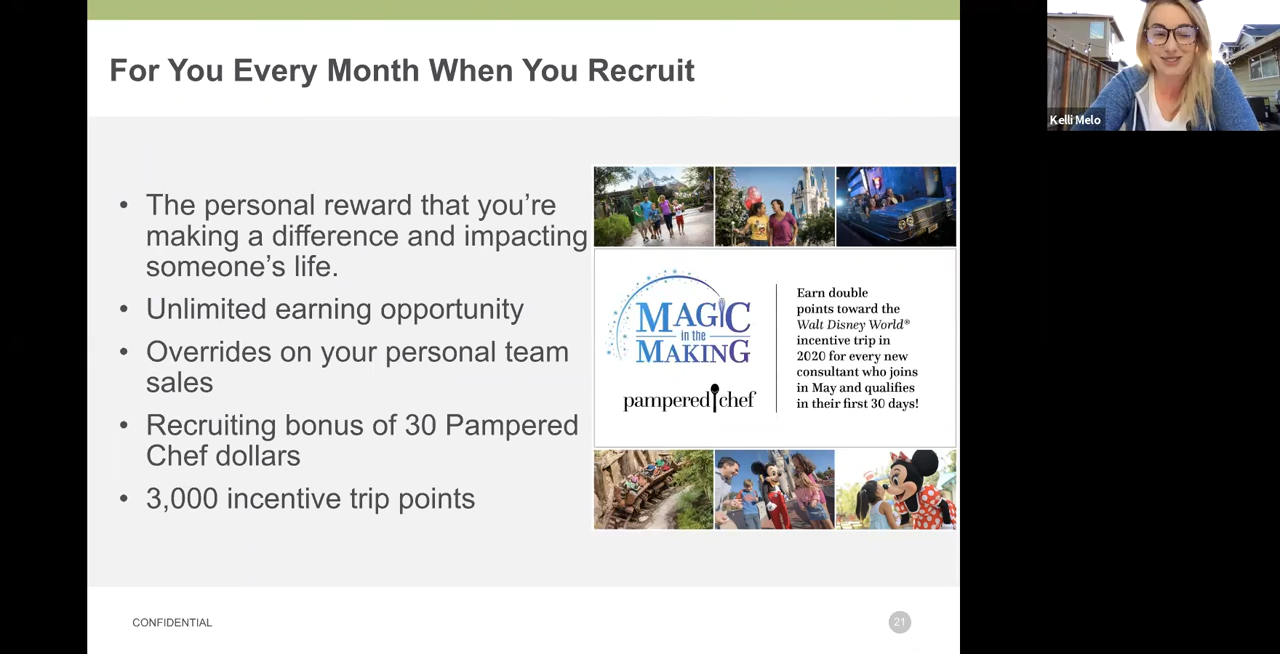 For You Every Month When You Recruit
Kelli Melo
• The personal reward that you’re
making a difference and impacting
someone’s life.
• Unlimited earning opportunity
• Overrides on your personal team
sales
• Recruiting bonus of 30 Pampered
Chef dollars
• 3,000 incentive trip points
MAGIC
in the
MAKING
pampered chef
Earn double
points toward the
Walt Disney World®
incentive trip in
2020 for every new
consultant who joins
in May and qualifies
in their first 30 days!
CONFIDENTIAL
21